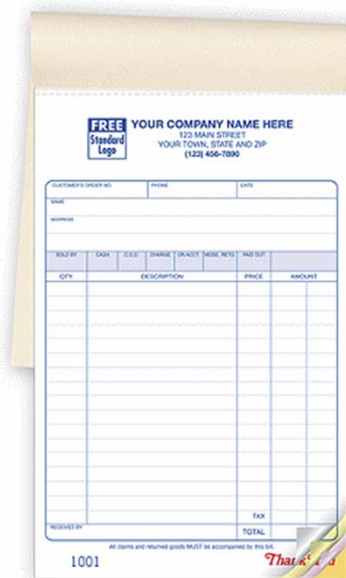 FREE
Standard
Logo
YOUR COMPANY NAME HERE
123 MAIN STREET
YOUR TOWN, STATE AND ZIP
(123) 456-7890
CUSTOMER'S ORDER NO. PHONE DATE
NAME
ADDRESS
SOLD BY CASH C.O.D. CHARGE ON ACCT. MDSE. RETD. PAID OUT
QTY. DESCRIPTION PRICE AMOUNT
TAX
RECEIVED BY TOTAL
All claims and returned goods MUST be accompanied by this bill.
1001 Thank